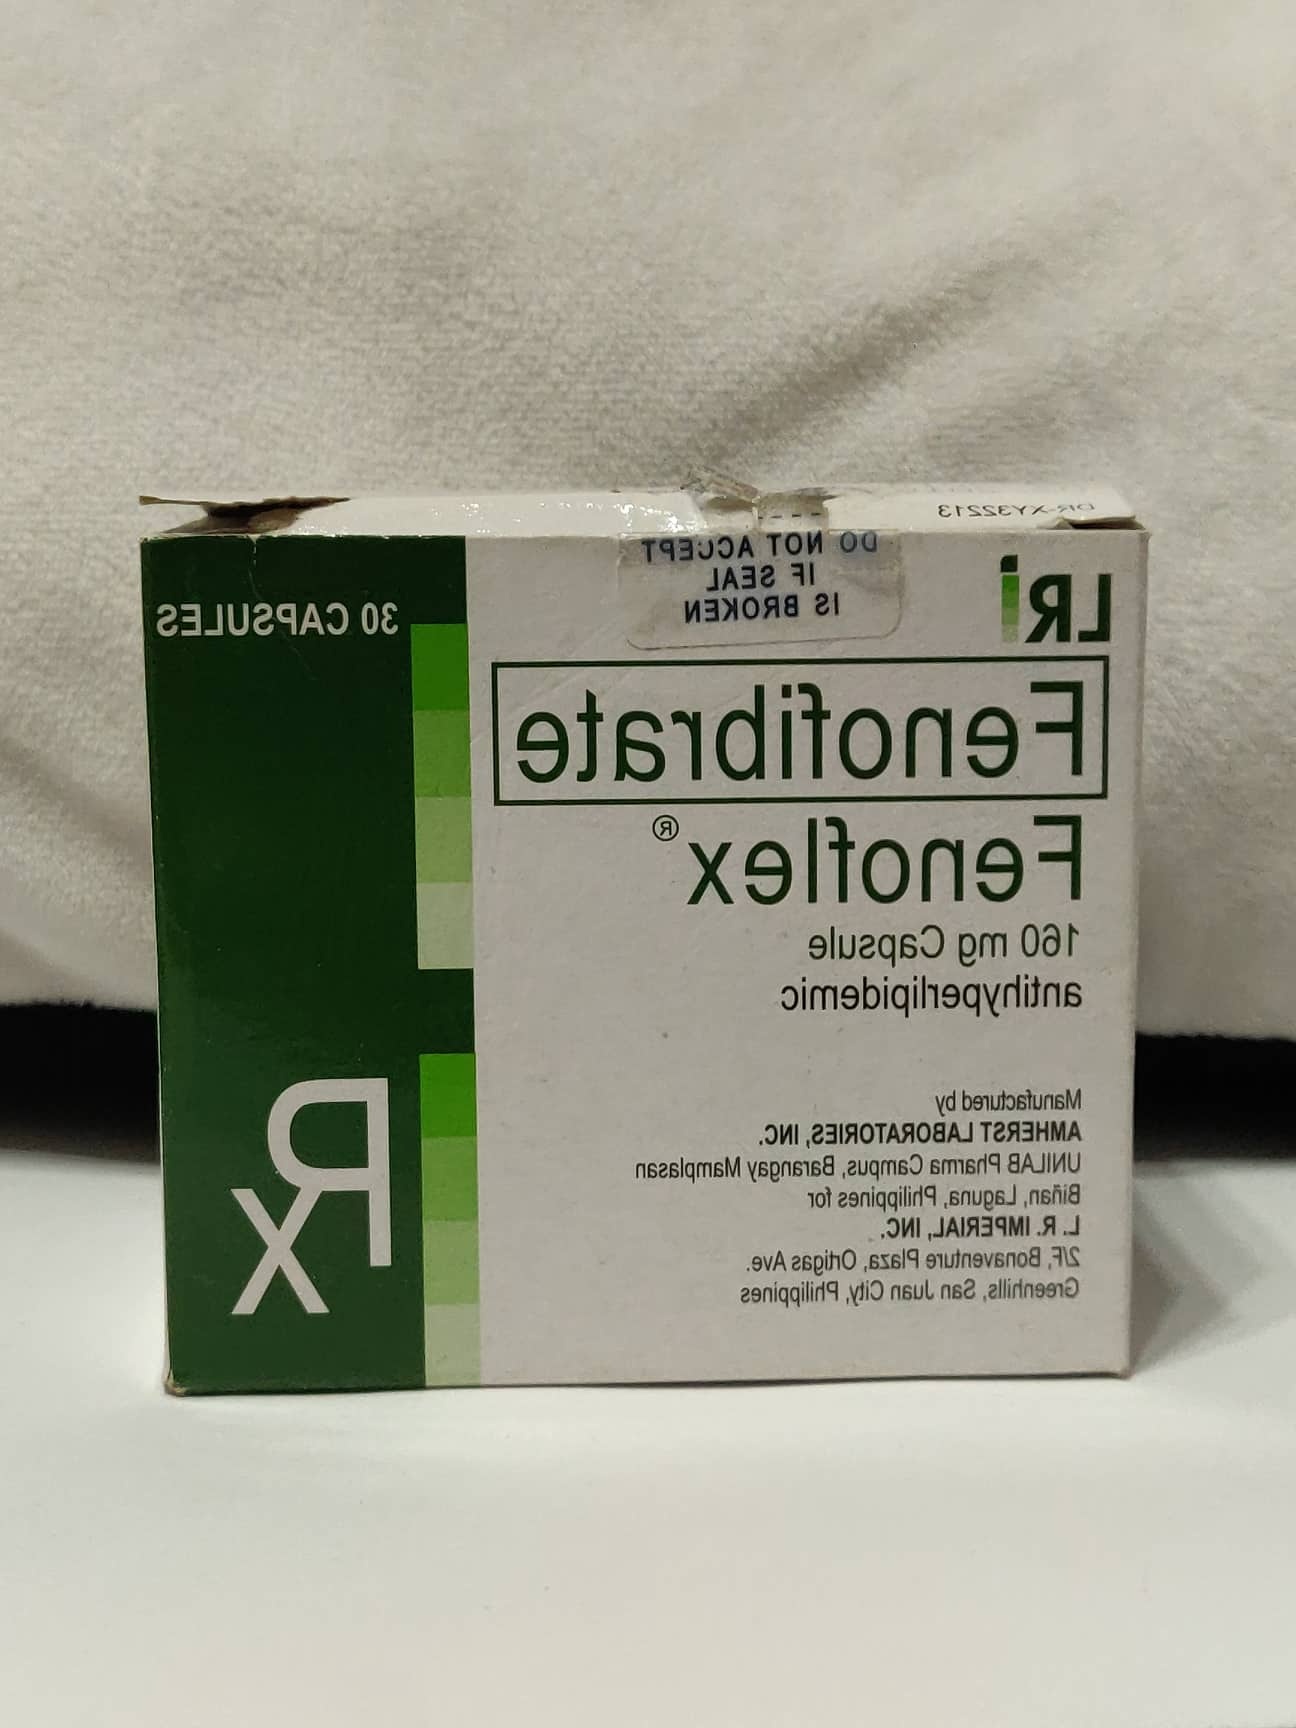 DR-XY32213
DO NOT ACCEPT
IF SEAL
IS BROKEN
LRi
30 CAPSULES
Fenofibrate
Fenoflex®
160 mg Capsule
antihyperlipidemic
Rx
Manufactured by
AMHERST LABORATORIES, INC.
UNILAB Pharma Campus, Barangay Mamplasan
Biñan, Laguna, Philippines for
L. R. IMPERIAL, INC.
2/F, Bonaventure Plaza, Ortigas Ave.
Greenhills, San Juan City, Philippines